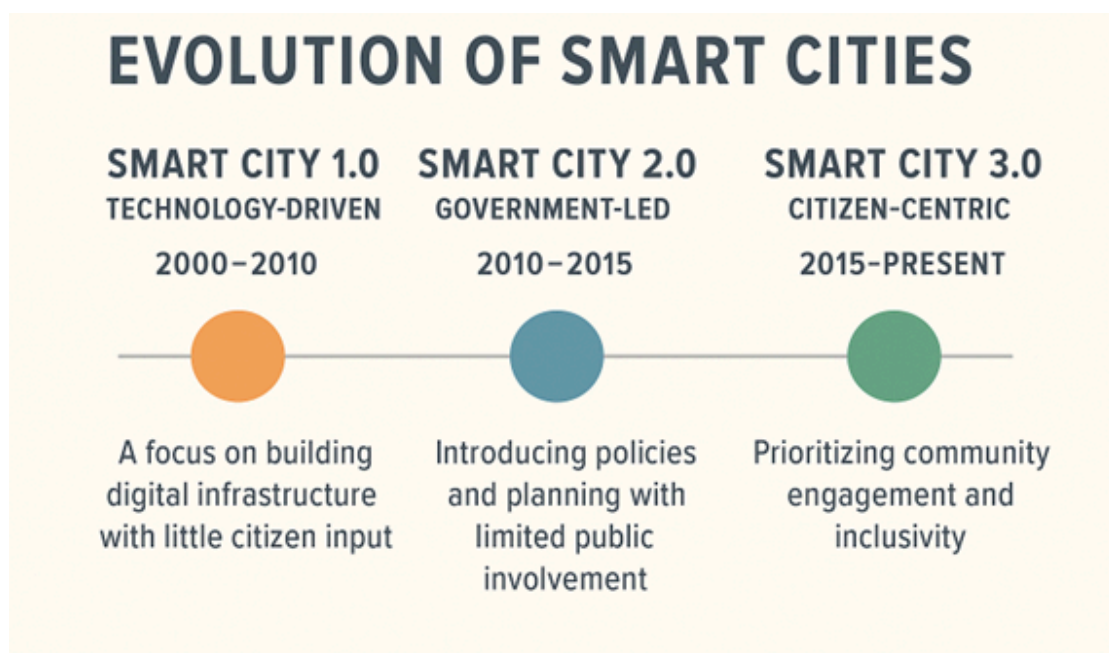 EVOLUTION OF SMART CITIES
SMART CITY 1.0
TECHNOLOGY-DRIVEN
2000–2010
A focus on building
digital infrastructure
with little citizen input
SMART CITY 2.0
GOVERNMENT-LED
2010–2015
Introducing policies
and planning with
limited public
involvement
SMART CITY 3.0
CITIZEN-CENTRIC
2015–PRESENT
Prioritizing community
engagement and
inclusivity